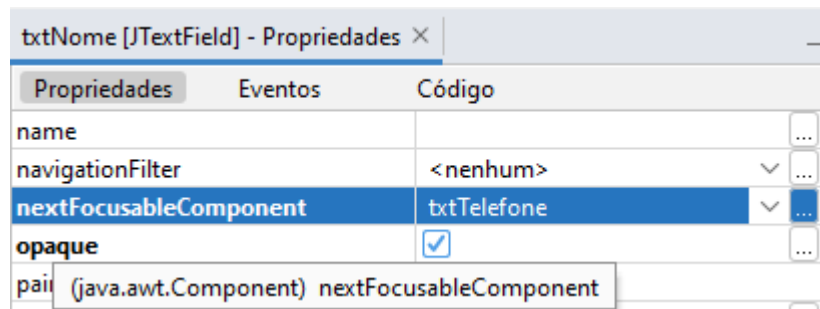 txtNome [JTextField] - Propriedades ×
Propriedades Eventos Código
name ...
navigationFilter <nenhum> ...
nextFocusableComponent txtTelefone ...
opaque ...
(java.awt.Component) nextFocusableComponent